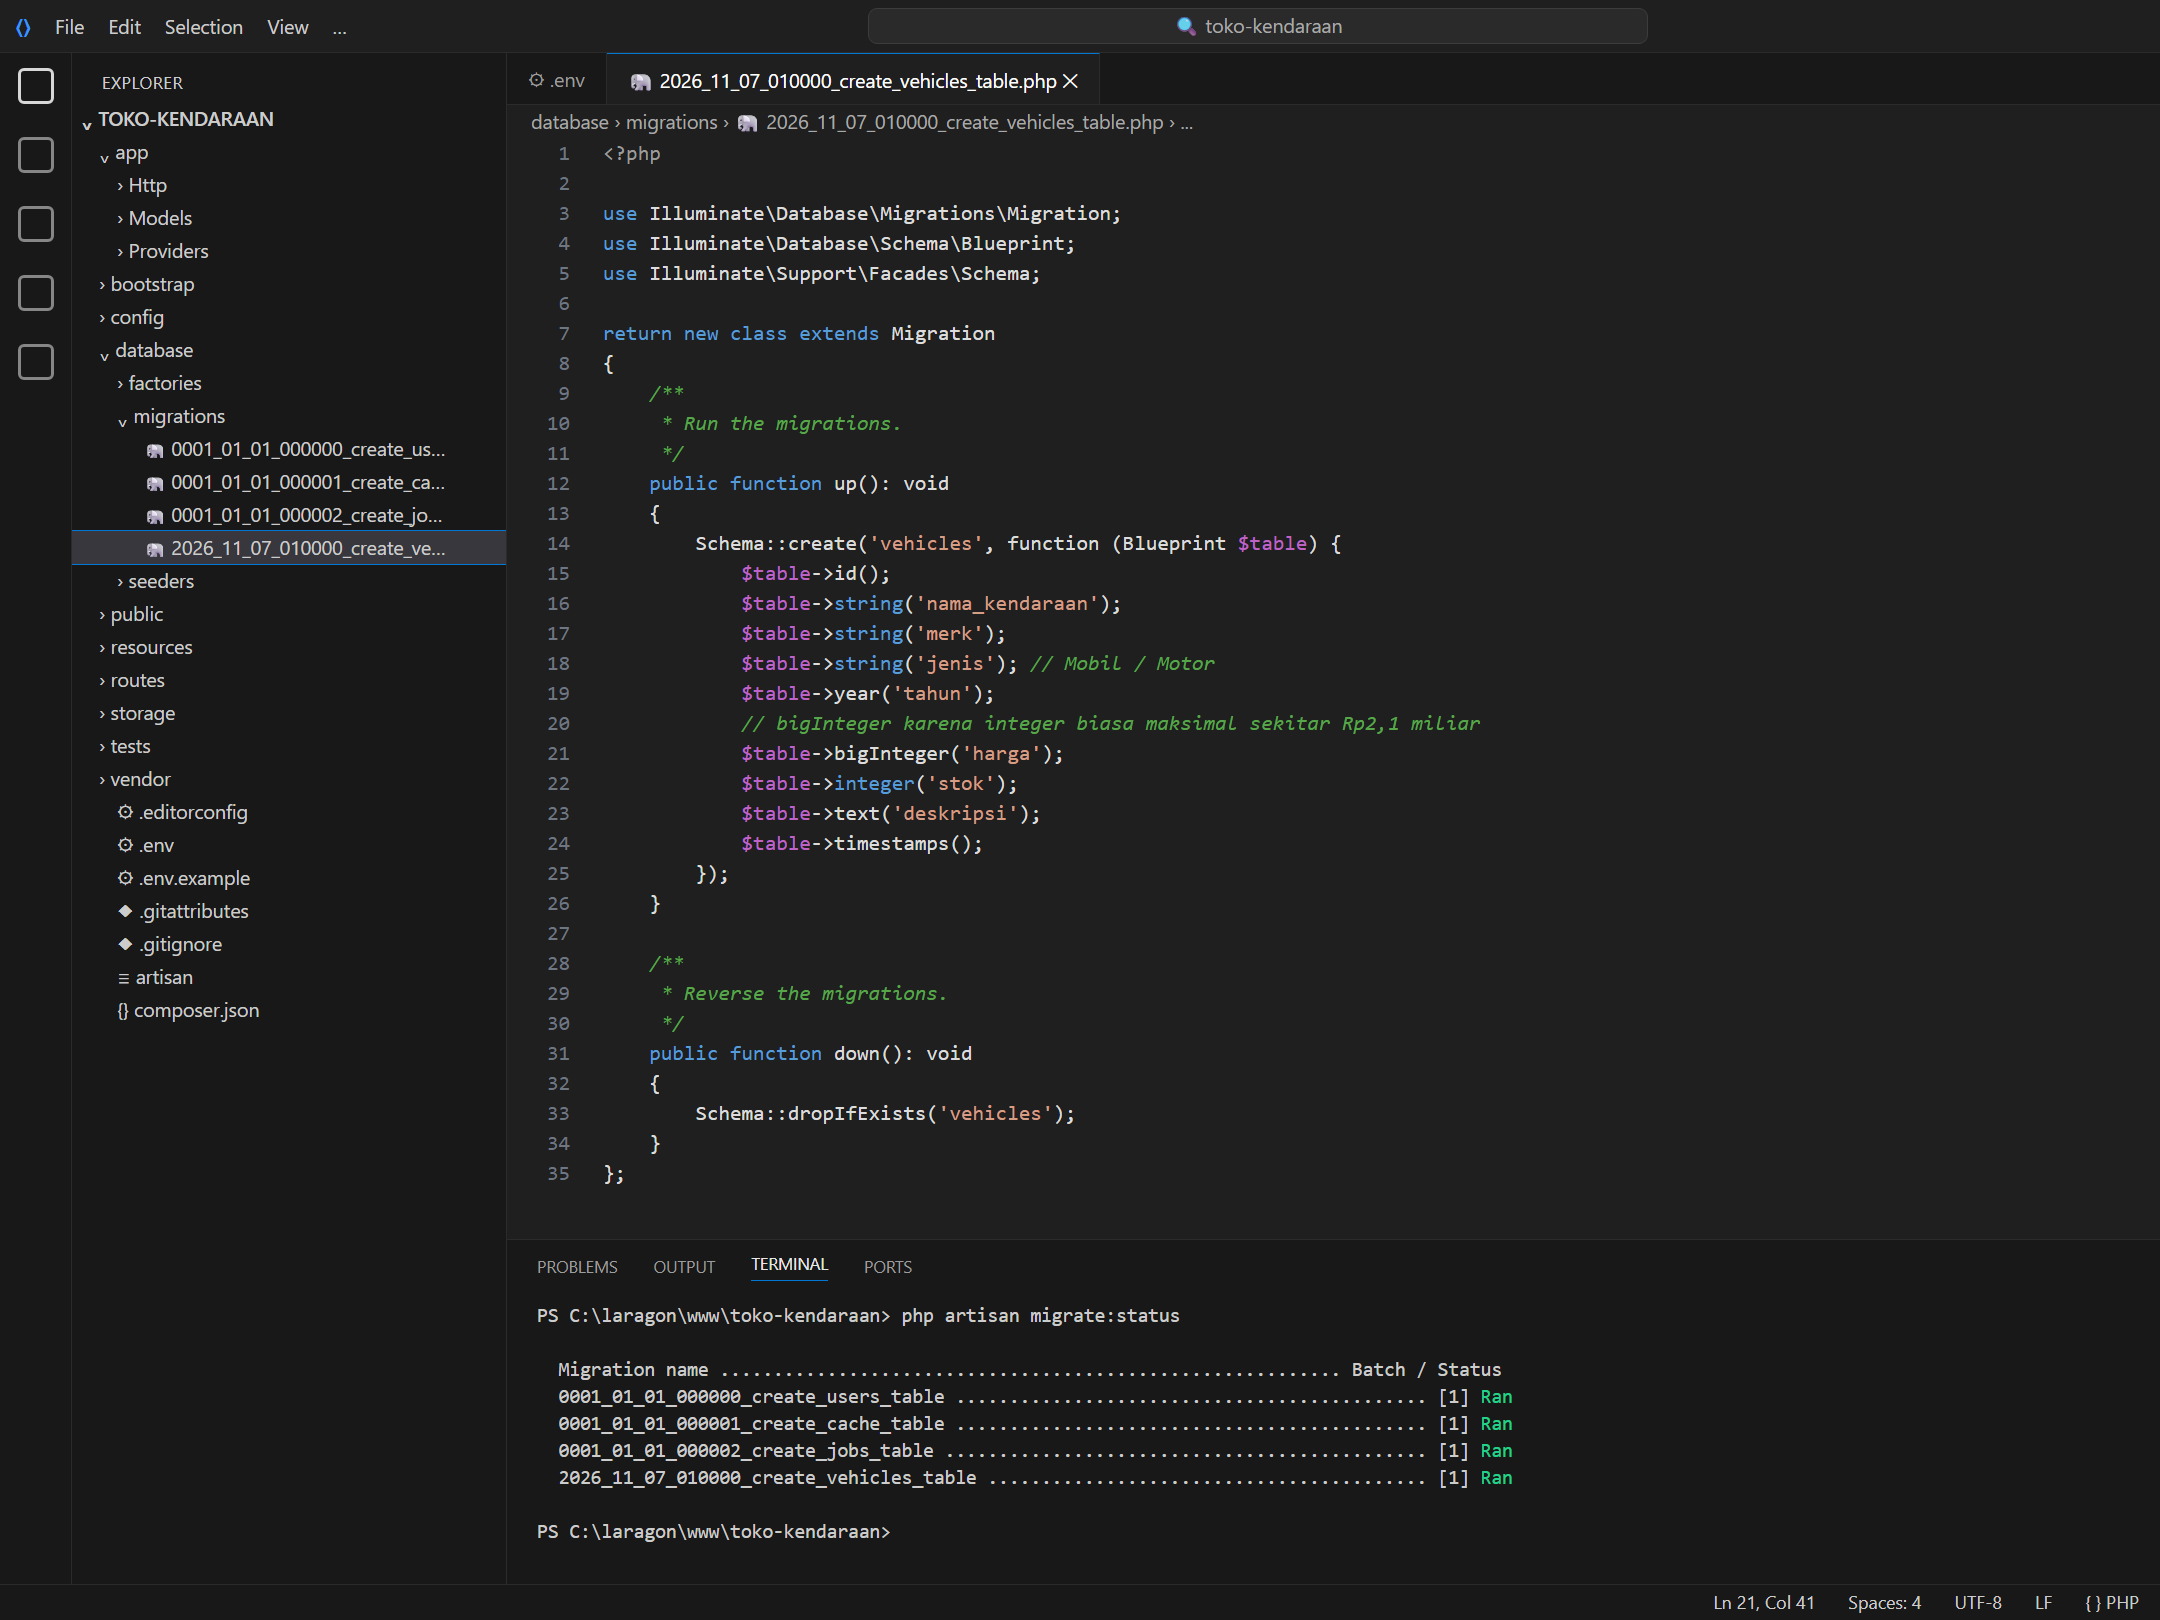 File Edit Selection View ...
toko-kendaraan
EXPLORER
TOKO-KENDARAAN
app
Http
Models
Providers
bootstrap
config
database
factories
migrations
0001_01_01_000000_create_us...
0001_01_01_000001_create_ca...
0001_01_01_000002_create_jo...
2026_11_07_010000_create_ve...
seeders
public
resources
routes
storage
tests
vendor
.editorconfig
.env
.env.example
.gitattributes
.gitignore
artisan
{} composer.json
.env
2026_11_07_010000_create_vehicles_table.php
database › migrations › 2026_11_07_010000_create_vehicles_table.php › ...
1 <?php
2
3 use Illuminate\Database\Migrations\Migration;
4 use Illuminate\Database\Schema\Blueprint;
5 use Illuminate\Support\Facades\Schema;
6
7 return new class extends Migration
8 {
9     /**
10      * Run the migrations.
11      */
12     public function up(): void
13     {
14         Schema::create('vehicles', function (Blueprint $table) {
15             $table->id();
16             $table->string('nama_kendaraan');
17             $table->string('merk');
18             $table->string('jenis'); // Mobil / Motor
19             $table->year('tahun');
20             // bigInteger karena integer biasa maksimal sekitar Rp2,1 miliar
21             $table->bigInteger('harga');
22             $table->integer('stok');
23             $table->text('deskripsi');
24             $table->timestamps();
25         });
26     }
27
28     /**
29      * Reverse the migrations.
30      */
31     public function down(): void
32     {
33         Schema::dropIfExists('vehicles');
34     }
35 };
PROBLEMS OUTPUT TERMINAL PORTS
PS C:\laragon\www\toko-kendaraan> php artisan migrate:status
Migration name .......................................................... Batch / Status
0001_01_01_000000_create_users_table ............................................ [1] Ran
0001_01_01_000001_create_cache_table ............................................ [1] Ran
0001_01_01_000002_create_jobs_table ............................................. [1] Ran
2026_11_07_010000_create_vehicles_table ......................................... [1] Ran
PS C:\laragon\www\toko-kendaraan>
Ln 21, Col 41 Spaces: 4 UTF-8 LF { } PHP